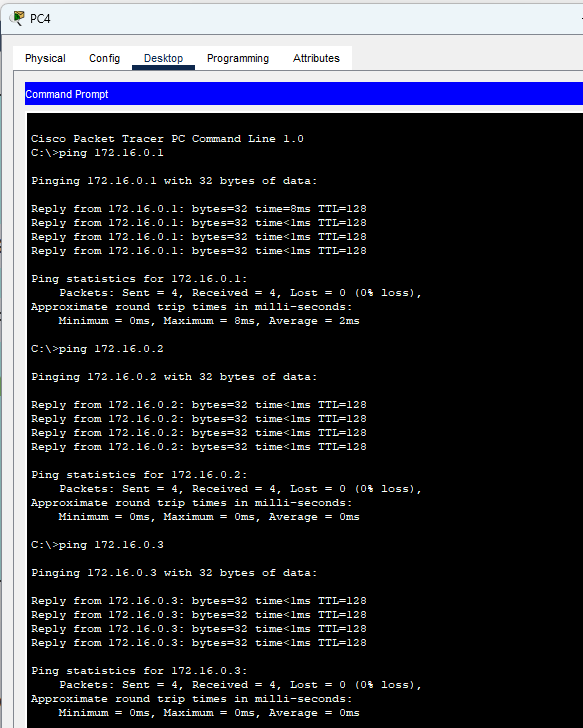 PC4
Physical Config Desktop Programming Attributes
Command Prompt
Cisco Packet Tracer PC Command Line 1.0
C:\>ping 172.16.0.1
Pinging 172.16.0.1 with 32 bytes of data:
Reply from 172.16.0.1: bytes=32 time=8ms TTL=128
Reply from 172.16.0.1: bytes=32 time<1ms TTL=128
Reply from 172.16.0.1: bytes=32 time<1ms TTL=128
Reply from 172.16.0.1: bytes=32 time<1ms TTL=128
Ping statistics for 172.16.0.1:
Packets: Sent = 4, Received = 4, Lost = 0 (0% loss),
Approximate round trip times in milli-seconds:
Minimum = 0ms, Maximum = 8ms, Average = 2ms
C:\>ping 172.16.0.2
Pinging 172.16.0.2 with 32 bytes of data:
Reply from 172.16.0.2: bytes=32 time<1ms TTL=128
Reply from 172.16.0.2: bytes=32 time<1ms TTL=128
Reply from 172.16.0.2: bytes=32 time<1ms TTL=128
Reply from 172.16.0.2: bytes=32 time<1ms TTL=128
Ping statistics for 172.16.0.2:
Packets: Sent = 4, Received = 4, Lost = 0 (0% loss),
Approximate round trip times in milli-seconds:
Minimum = 0ms, Maximum = 0ms, Average = 0ms
C:\>ping 172.16.0.3
Pinging 172.16.0.3 with 32 bytes of data:
Reply from 172.16.0.3: bytes=32 time<1ms TTL=128
Reply from 172.16.0.3: bytes=32 time<1ms TTL=128
Reply from 172.16.0.3: bytes=32 time<1ms TTL=128
Reply from 172.16.0.3: bytes=32 time<1ms TTL=128
Ping statistics for 172.16.0.3:
Packets: Sent = 4, Received = 4, Lost = 0 (0% loss),
Approximate round trip times in milli-seconds:
Minimum = 0ms, Maximum = 0ms, Average = 0ms